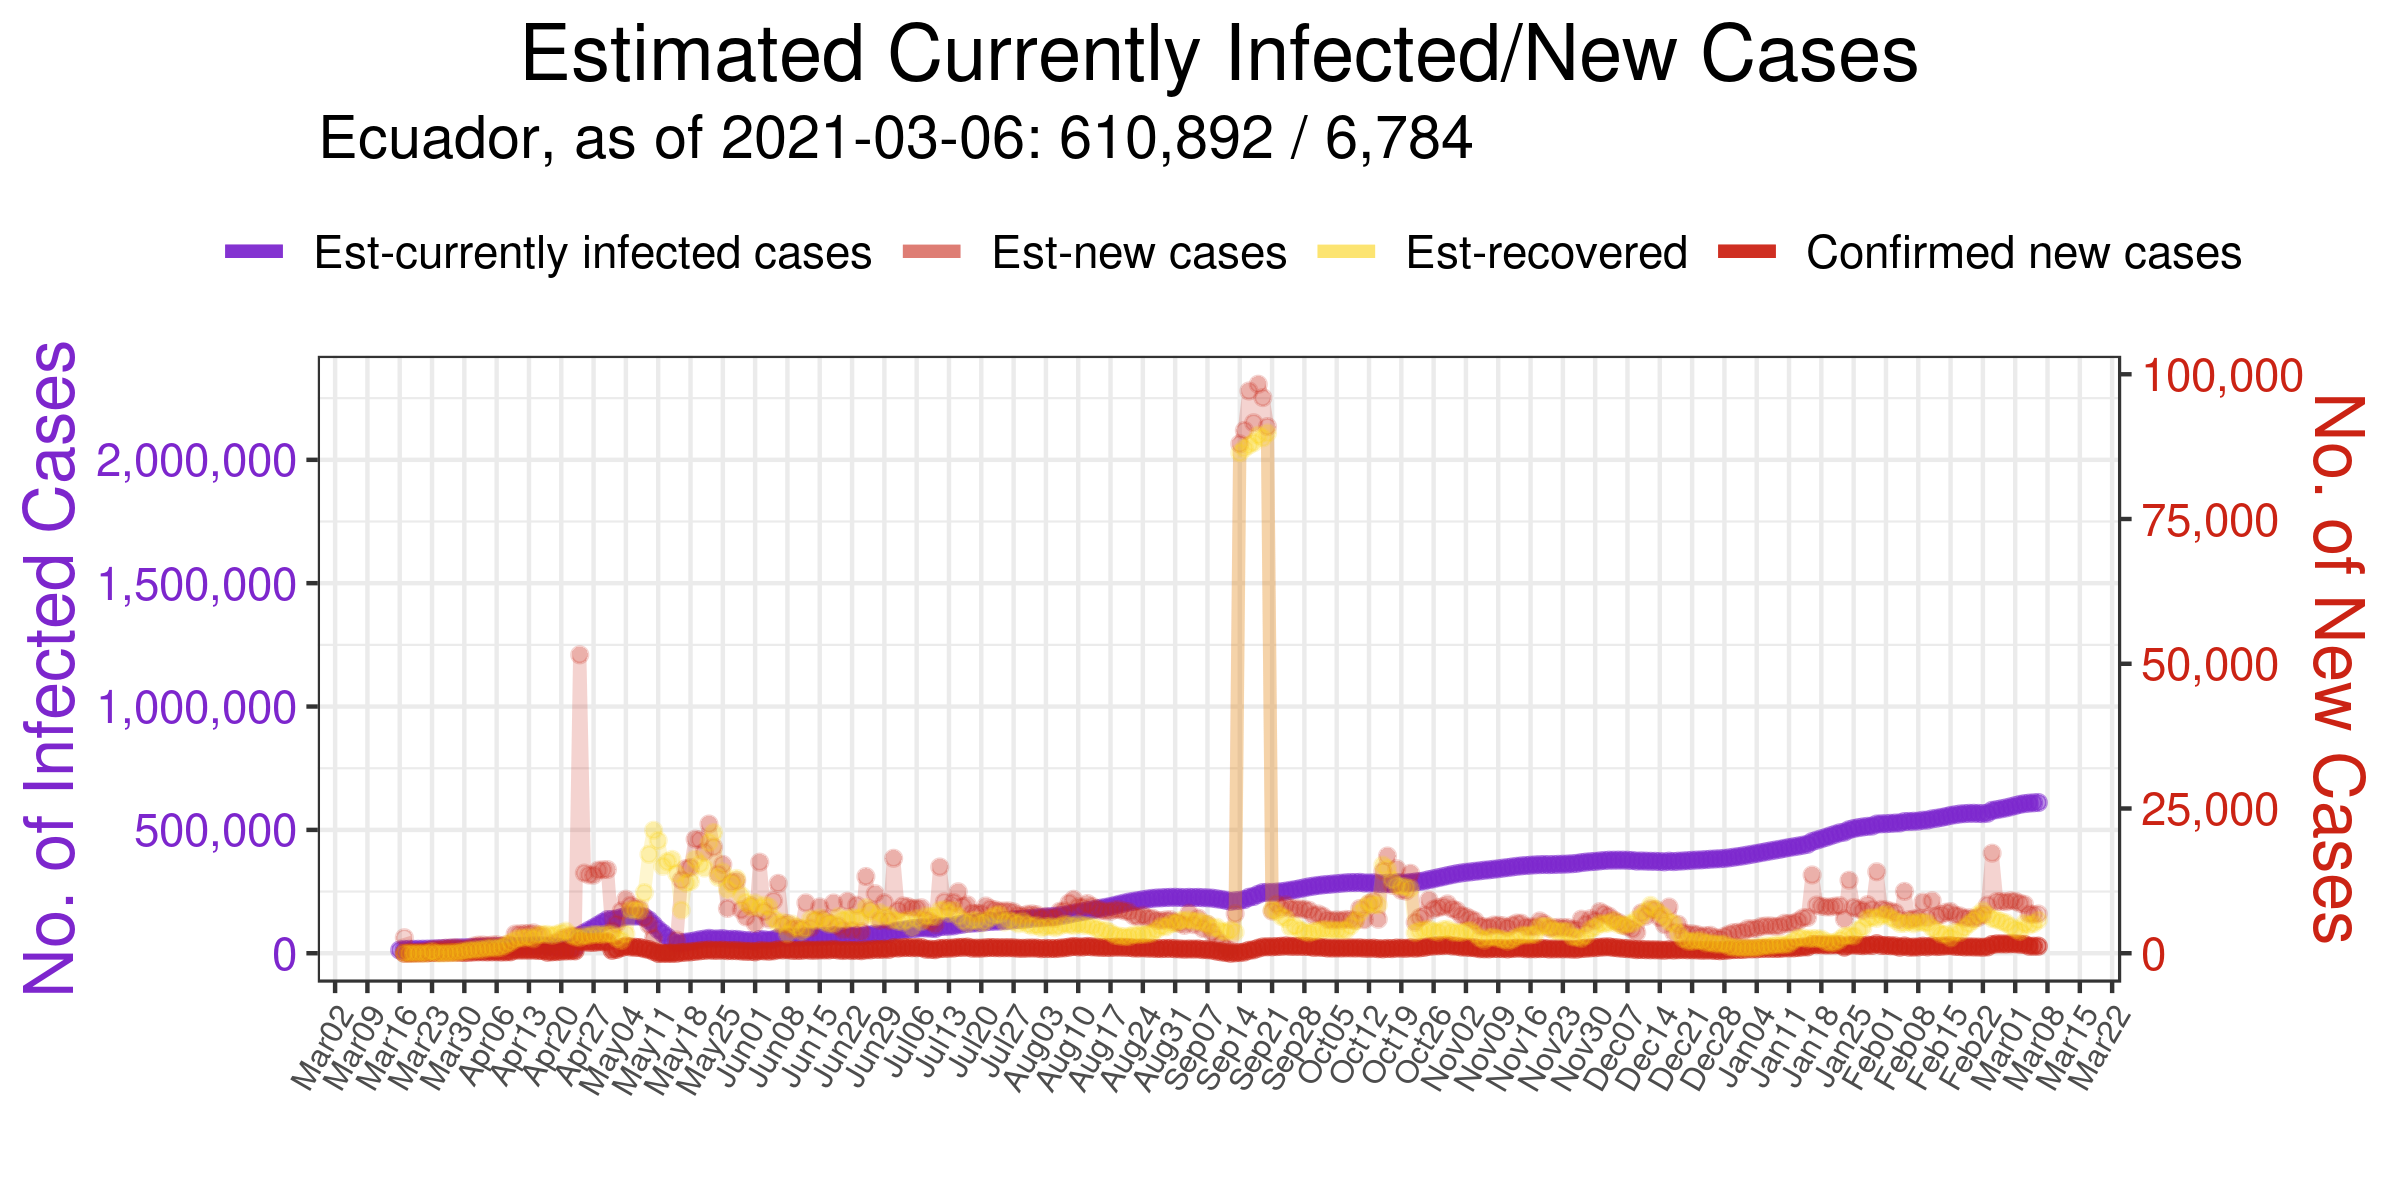 Estimated Currently Infected/New Cases
Ecuador, as of 2021-03-06: 610,892 / 6,784
Est-currently infected cases Est-new cases Est-recovered Confirmed new cases
No. of Infected Cases
2,000,000
1,500,000
1,000,000
500,000
0
100,000
75,000
50,000
25,000
0
No. of New Cases
Mar02 Mar09 Mar16 Mar23 Mar30 Apr06 Apr13 Apr20 Apr27 May04 May11 May18 May25 Jun01 Jun08 Jun15 Jun22 Jun29 Jul06 Jul13 Jul20 Jul27 Aug03 Aug10 Aug17 Aug24 Aug31 Sep07 Sep14 Sep21 Sep28 Oct05 Oct12 Oct19 Oct26 Nov02 Nov09 Nov16 Nov23 Nov30 Dec07 Dec14 Dec21 Dec28 Jan04 Jan11 Jan18 Jan25 Feb01 Feb08 Feb15 Feb22 Mar01 Mar08 Mar15 Mar22